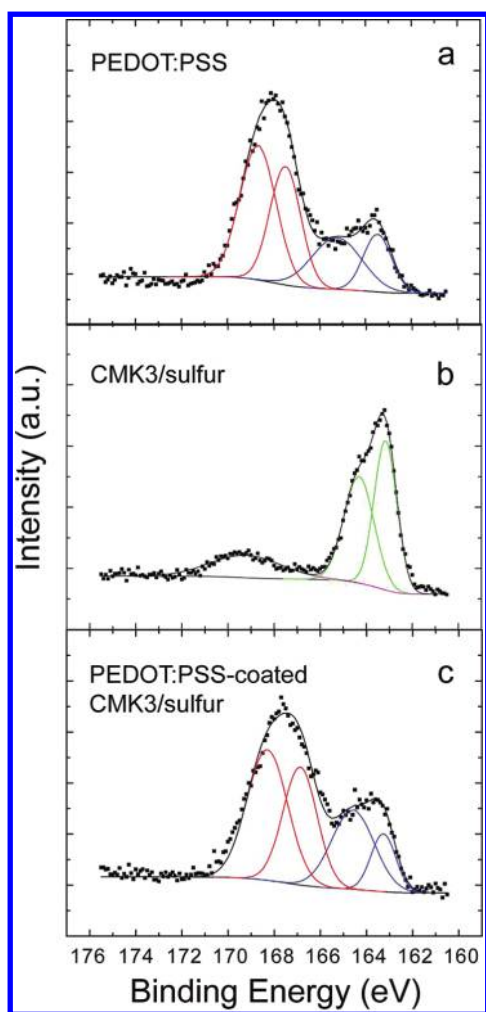 PEDOT:PSS
a
CMK3/sulfur
b
PEDOT:PSS-coated
CMK3/sulfur
c
Intensity (a.u.)
176 174 172 170 168 166 164 162 160
Binding Energy (eV)